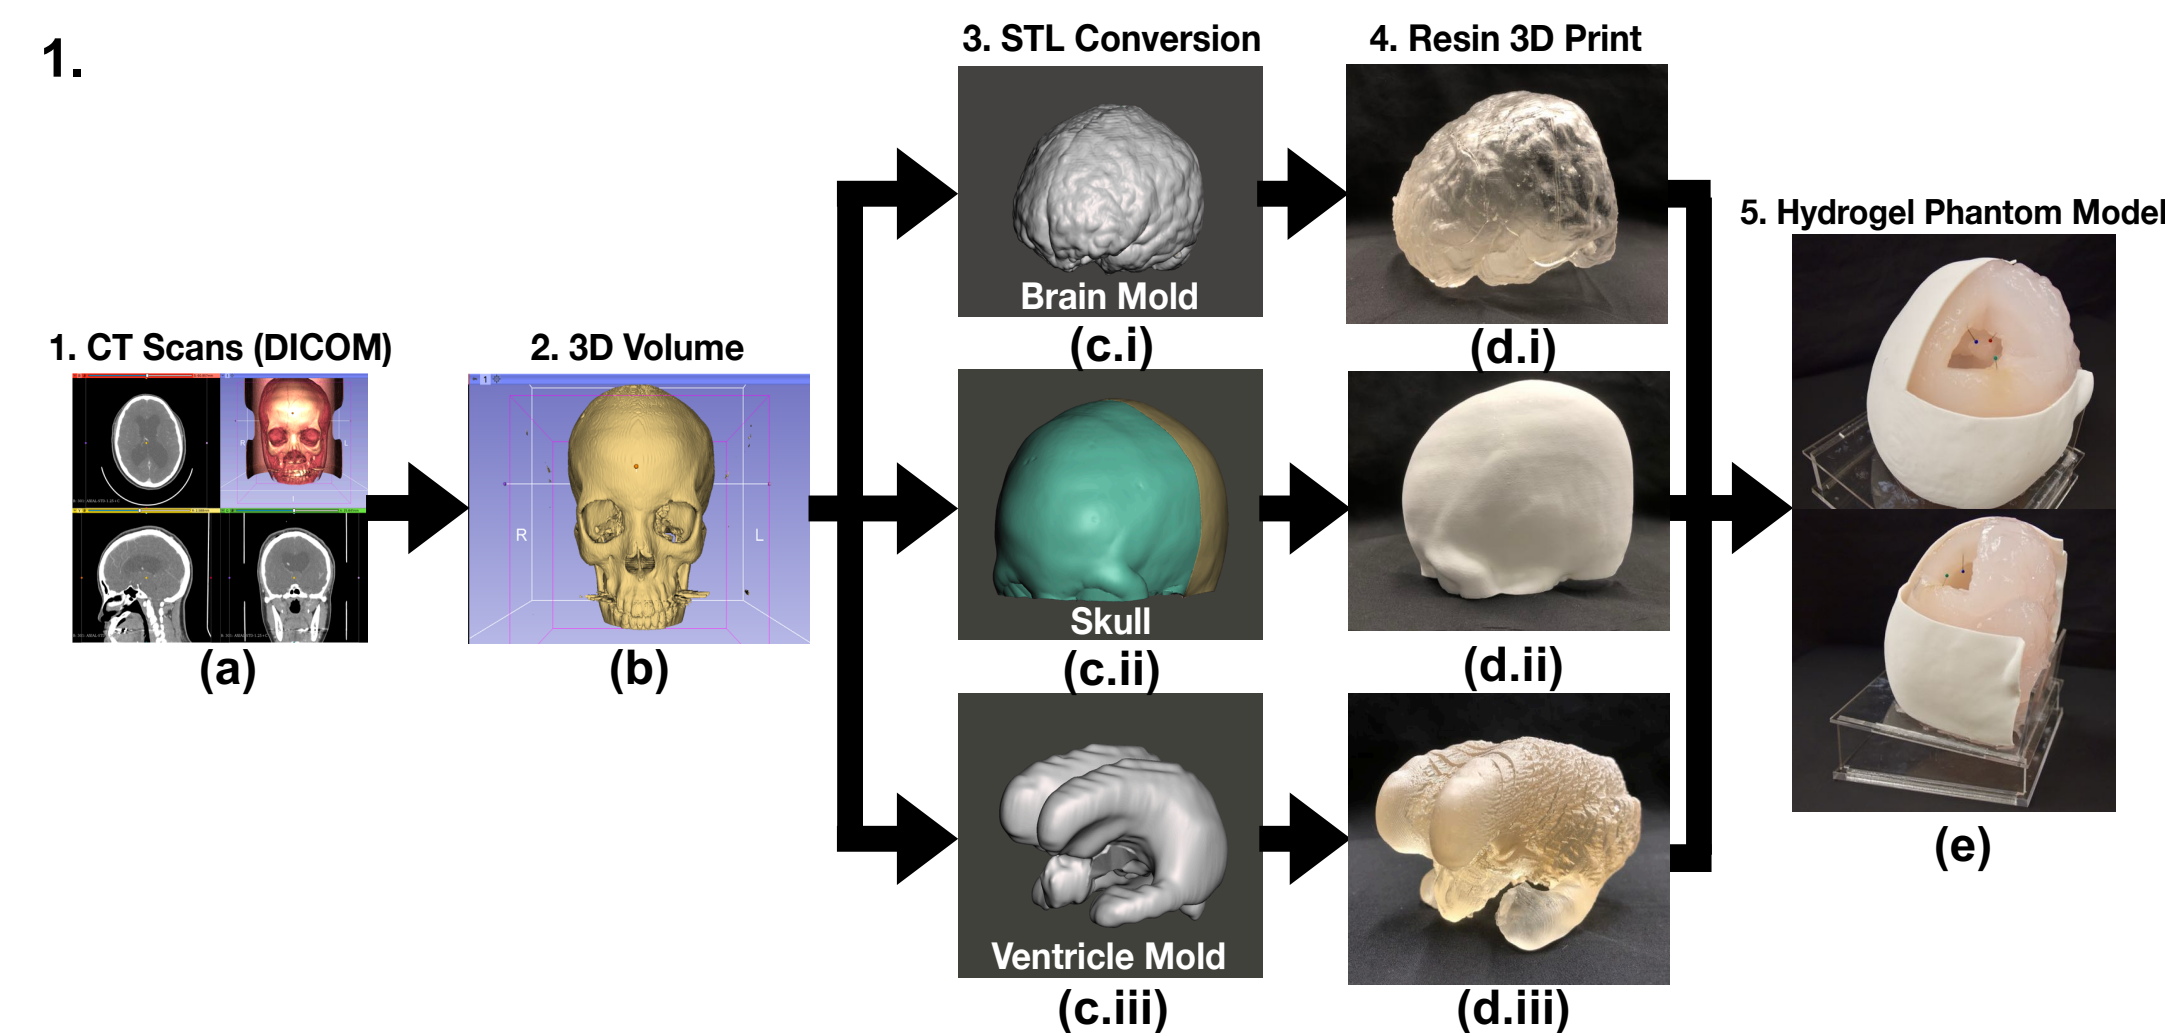 1.
3. STL Conversion
4. Resin 3D Print
Brain Mold
(c.i)
(d.i)
5. Hydrogel Phantom Model
1. CT Scans (DICOM)
2. 3D Volume
1
R
L
R
L
(a)
(b)
Skull
(c.ii)
(d.ii)
Ventricle Mold
(c.iii)
(d.iii)
(e)